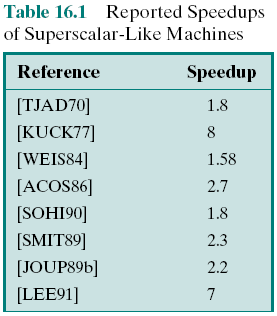 Table 16.1 Reported Speedups
of Superscalar-Like Machines
Reference Speedup
[TJAD70] 1.8
[KUCK77] 8
[WEIS84] 1.58
[ACOS86] 2.7
[SOHI90] 1.8
[SMIT89] 2.3
[JOUP89b] 2.2
[LEE91] 7